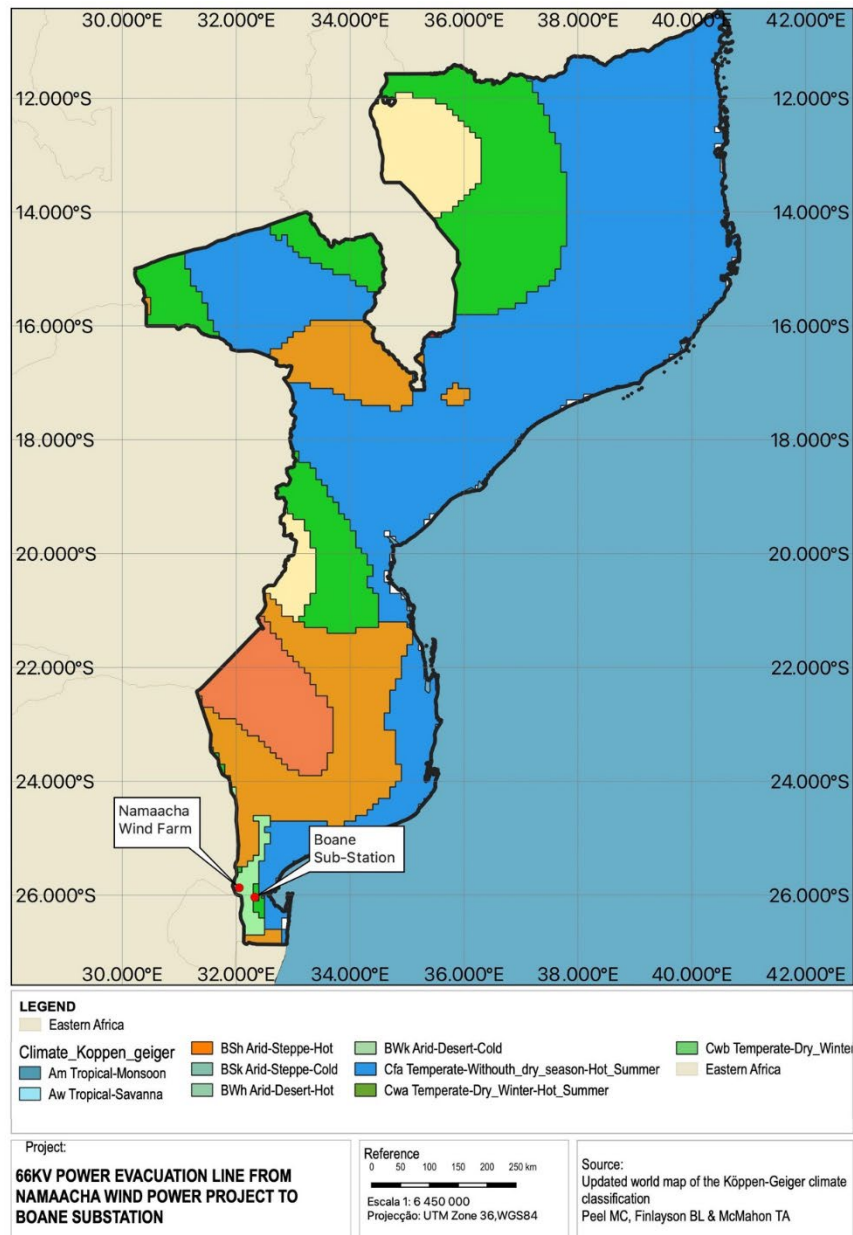 30.000°E 32.000°E 34.000°E 36.000°E 38.000°E 40.000°E 42.000°E
12.000°S 12.000°S
14.000°S 14.000°S
16.000°S 16.000°S
18.000°S 18.000°S
20.000°S 20.000°S
22.000°S 22.000°S
24.000°S 24.000°S
Namaacha
Wind Farm
Boane
Sub-Station
26.000°S 26.000°S
30.000°E 32.000°E 34.000°E 36.000°E 38.000°E 40.000°E 42.000°E
LEGEND
Eastern Africa
Climate_Koppen_geiger
Am Tropical-Monsoon
Aw Tropical-Savanna
BSh Arid-Steppe-Hot
BSk Arid-Steppe-Cold
BWh Arid-Desert-Hot
BWk Arid-Desert-Cold
Cfa Temperate-Withouth_dry_season-Hot_Summer
Cwa Temperate-Dry_Winter-Hot_Summer
Cwb Temperate-Dry_Winter
Eastern Africa
Project:
66KV POWER EVACUATION LINE FROM
NAMAACHA WIND POWER PROJECT TO
BOANE SUBSTATION
Reference
0 50 100 150 200 250 km
Escala 1: 6 450 000
Projecção: UTM Zone 36,WGS84
Source:
Updated world map of the Köppen-Geiger climate
classification
Peel MC, Finlayson BL & McMahon TA